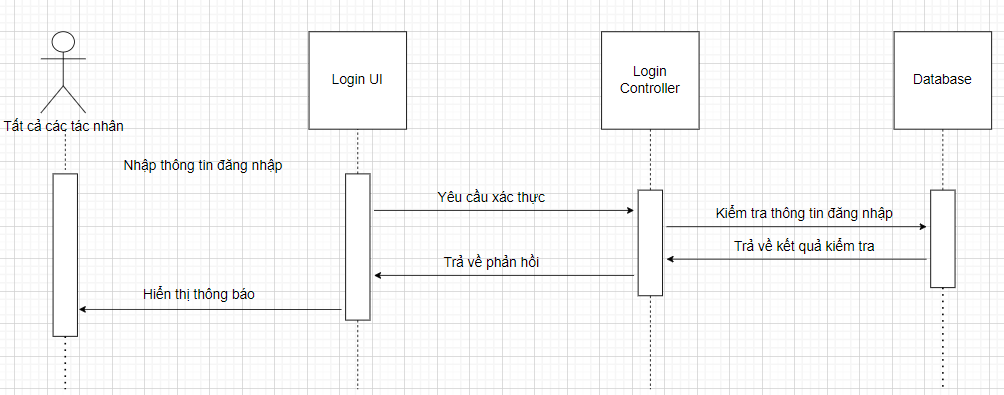 Login UI
Login
Controller
Database
Tất cả các tác nhân
Nhập thông tin đăng nhập
Yêu cầu xác thực
Kiểm tra thông tin đăng nhập
Trả về kết quả kiểm tra
Trả về phản hồi
Hiển thị thông báo